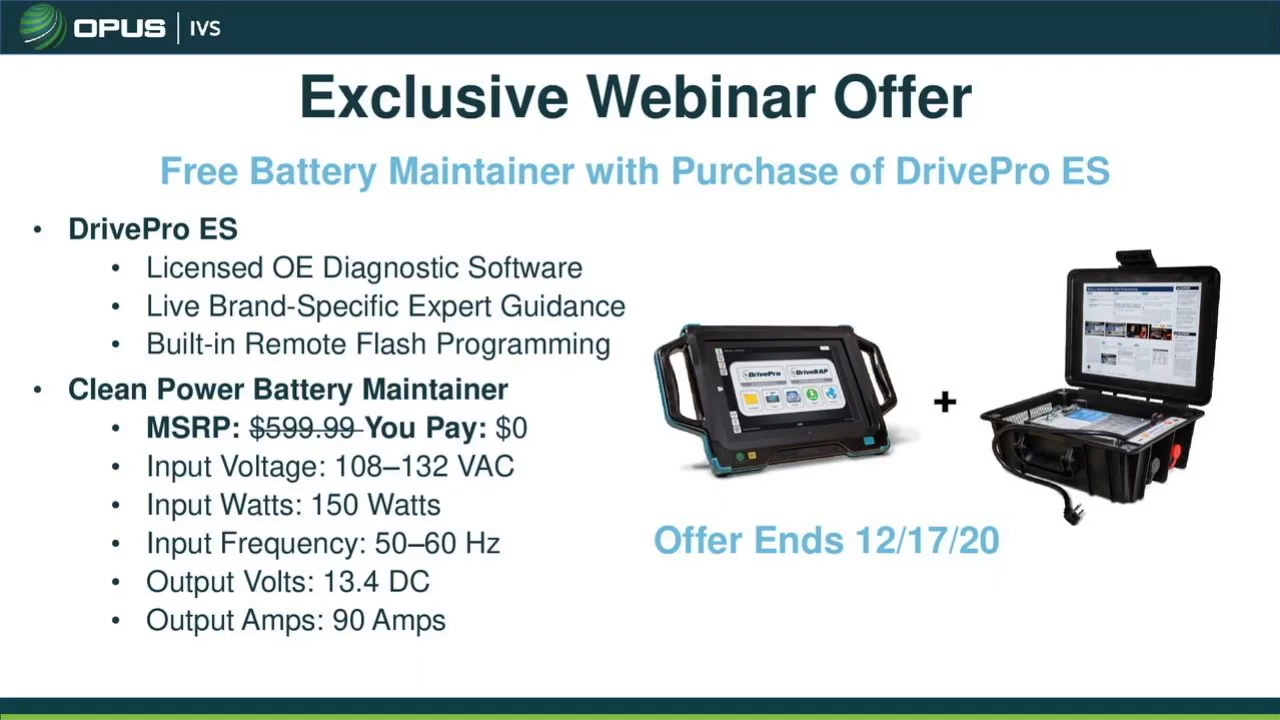 OPUS | IVS
Exclusive Webinar Offer
Free Battery Maintainer with Purchase of DrivePro ES
• DrivePro ES
• Licensed OE Diagnostic Software
• Live Brand-Specific Expert Guidance
• Built-in Remote Flash Programming
• Clean Power Battery Maintainer
• MSRP: $599.99 You Pay: $0
• Input Voltage: 108–132 VAC
• Input Watts: 150 Watts
• Input Frequency: 50–60 Hz
• Output Volts: 13.4 DC
• Output Amps: 90 Amps
DrivePro DriveRAP
+
Offer Ends 12/17/20